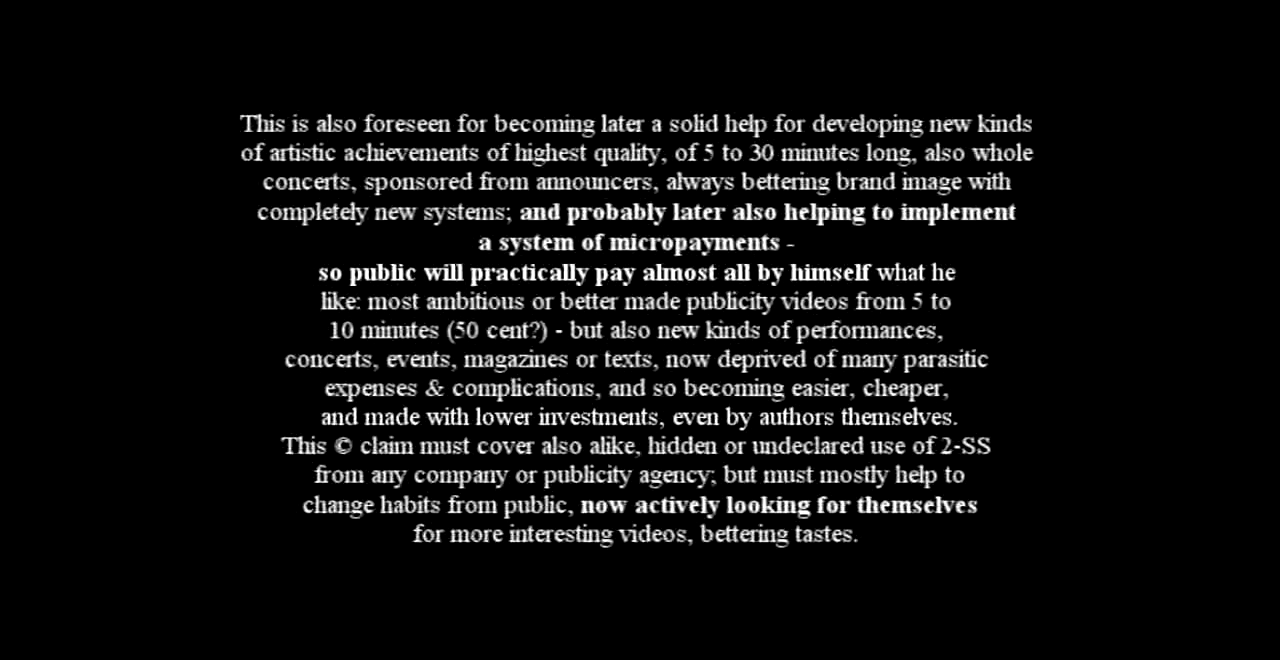 This is also foreseen for becoming later a solid help for developing new kinds
of artistic achievements of highest quality, of 5 to 30 minutes long, also whole
concerts, sponsored from announcers, always bettering brand image with
completely new systems; and probably later also helping to implement
a system of micropayments -
so public will practically pay almost all by himself what he
like: most ambitious or better made publicity videos from 5 to
10 minutes (50 cent?) - but also new kinds of performances,
concerts, events, magazines or texts, now deprived of many parasitic
expenses & complications, and so becoming easier, cheaper,
and made with lower investments, even by authors themselves.
This © claim must cover also alike, hidden or undeclared use of 2-SS
from any company or publicity agency; but must mostly help to
change habits from public, now actively looking for themselves
for more interesting videos, bettering tastes.